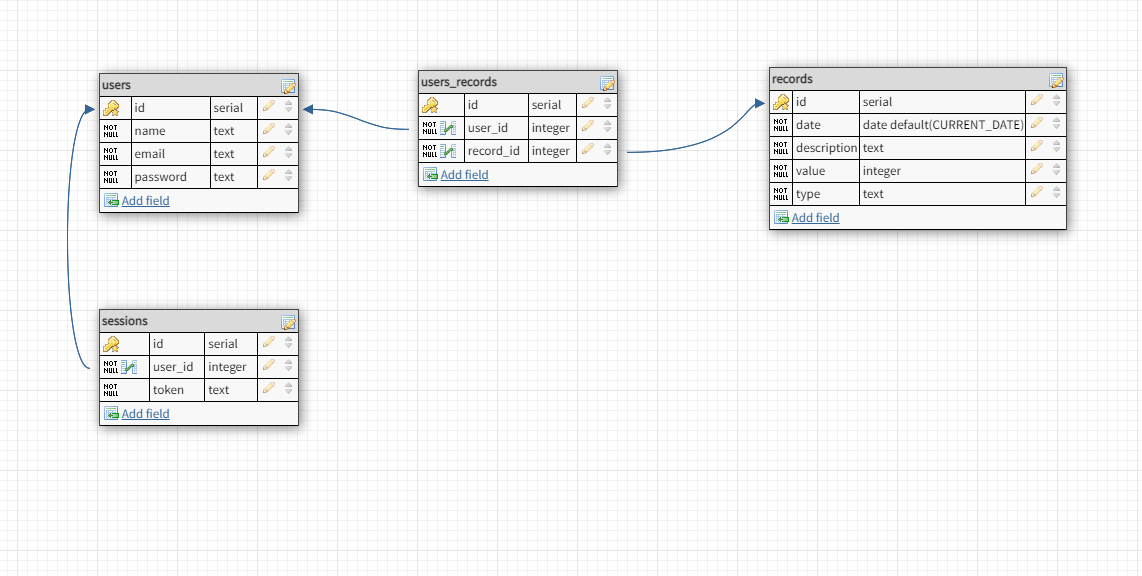 users
id serial
NOT NULL name text
NOT NULL email text
NOT NULL password text
Add field
users_records
id serial
NOT NULL user_id integer
NOT NULL record_id integer
Add field
records
id serial
NOT NULL date date default(CURRENT_DATE)
NOT NULL description text
NOT NULL value integer
NOT NULL type text
Add field
sessions
id serial
NOT NULL user_id integer
NOT NULL token text
Add field